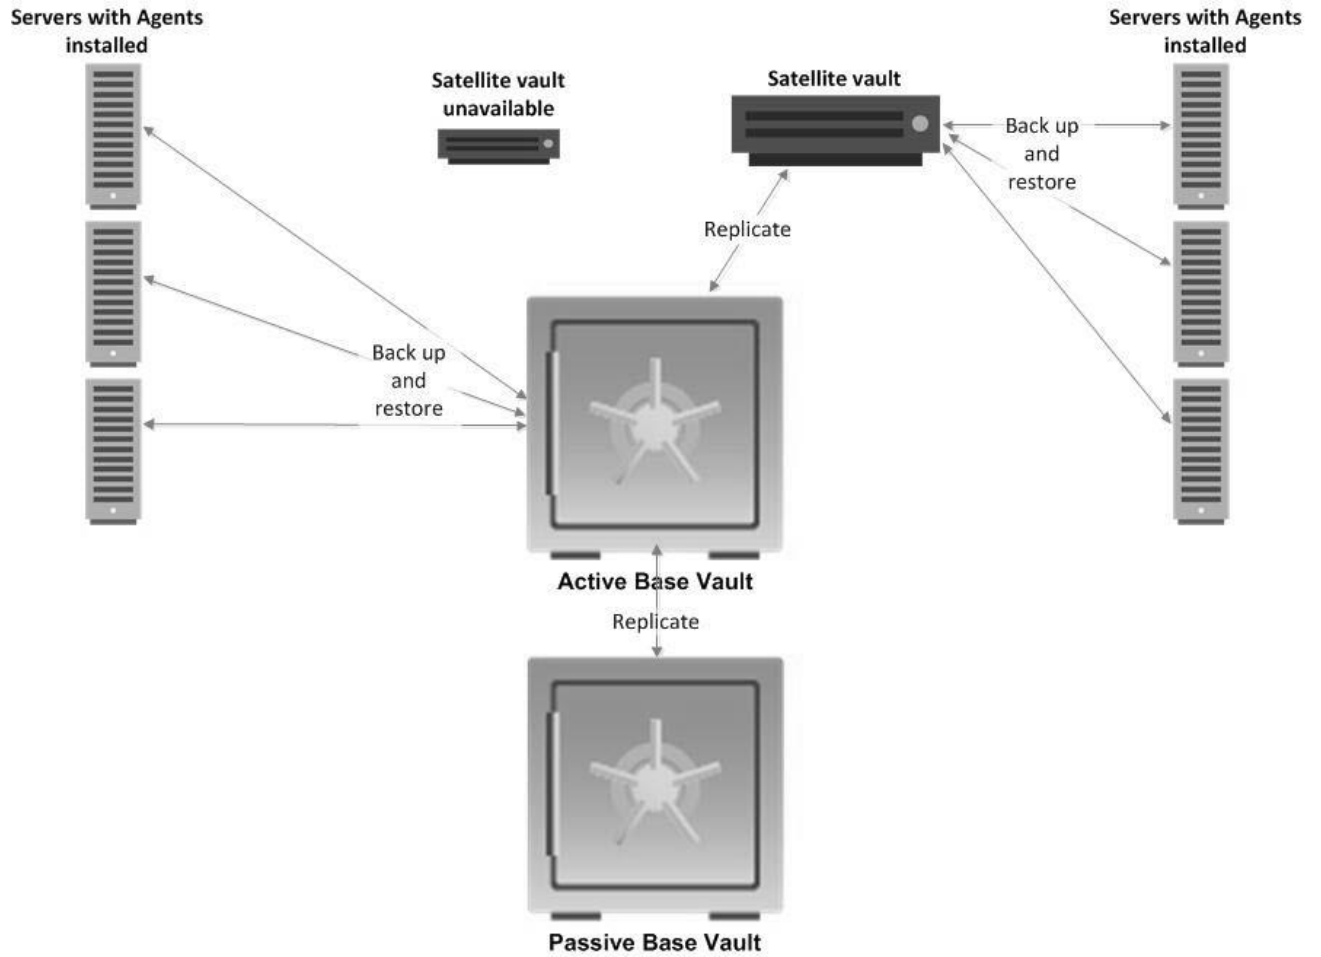 Servers with Agents
installed
Satellite vault
unavailable
Satellite vault
Servers with Agents
installed
Back up
and
restore
Replicate
Back up
and
restore
Active Base Vault
Replicate
Passive Base Vault